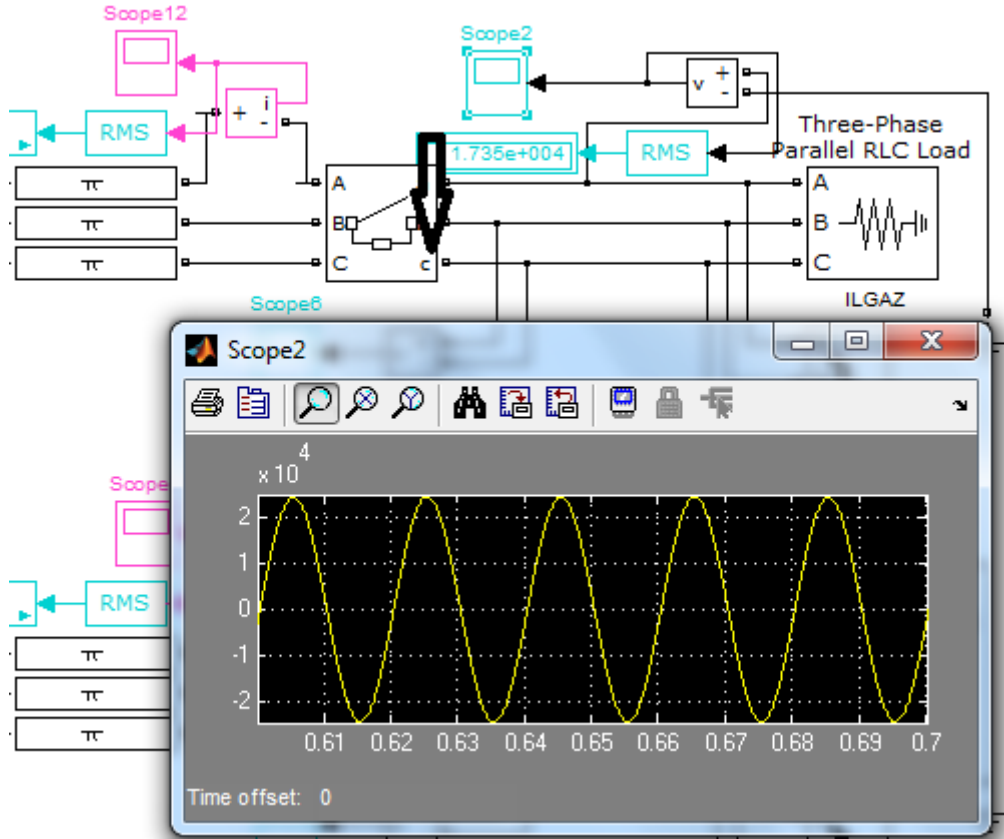 Scope12
Scope2
i
+
-
v
+
-
RMS
1.735e+004
RMS
Three-Phase
Parallel RLC Load
π
A
A
π
B
B
π
C
c
C
Scope6
ILGAZ
Scope2
x 10
4
2
1
0
-1
-2
0.61 0.62 0.63 0.64 0.65 0.66 0.67 0.68 0.69 0.7
Time offset: 0
Scope
RMS
π
π
π